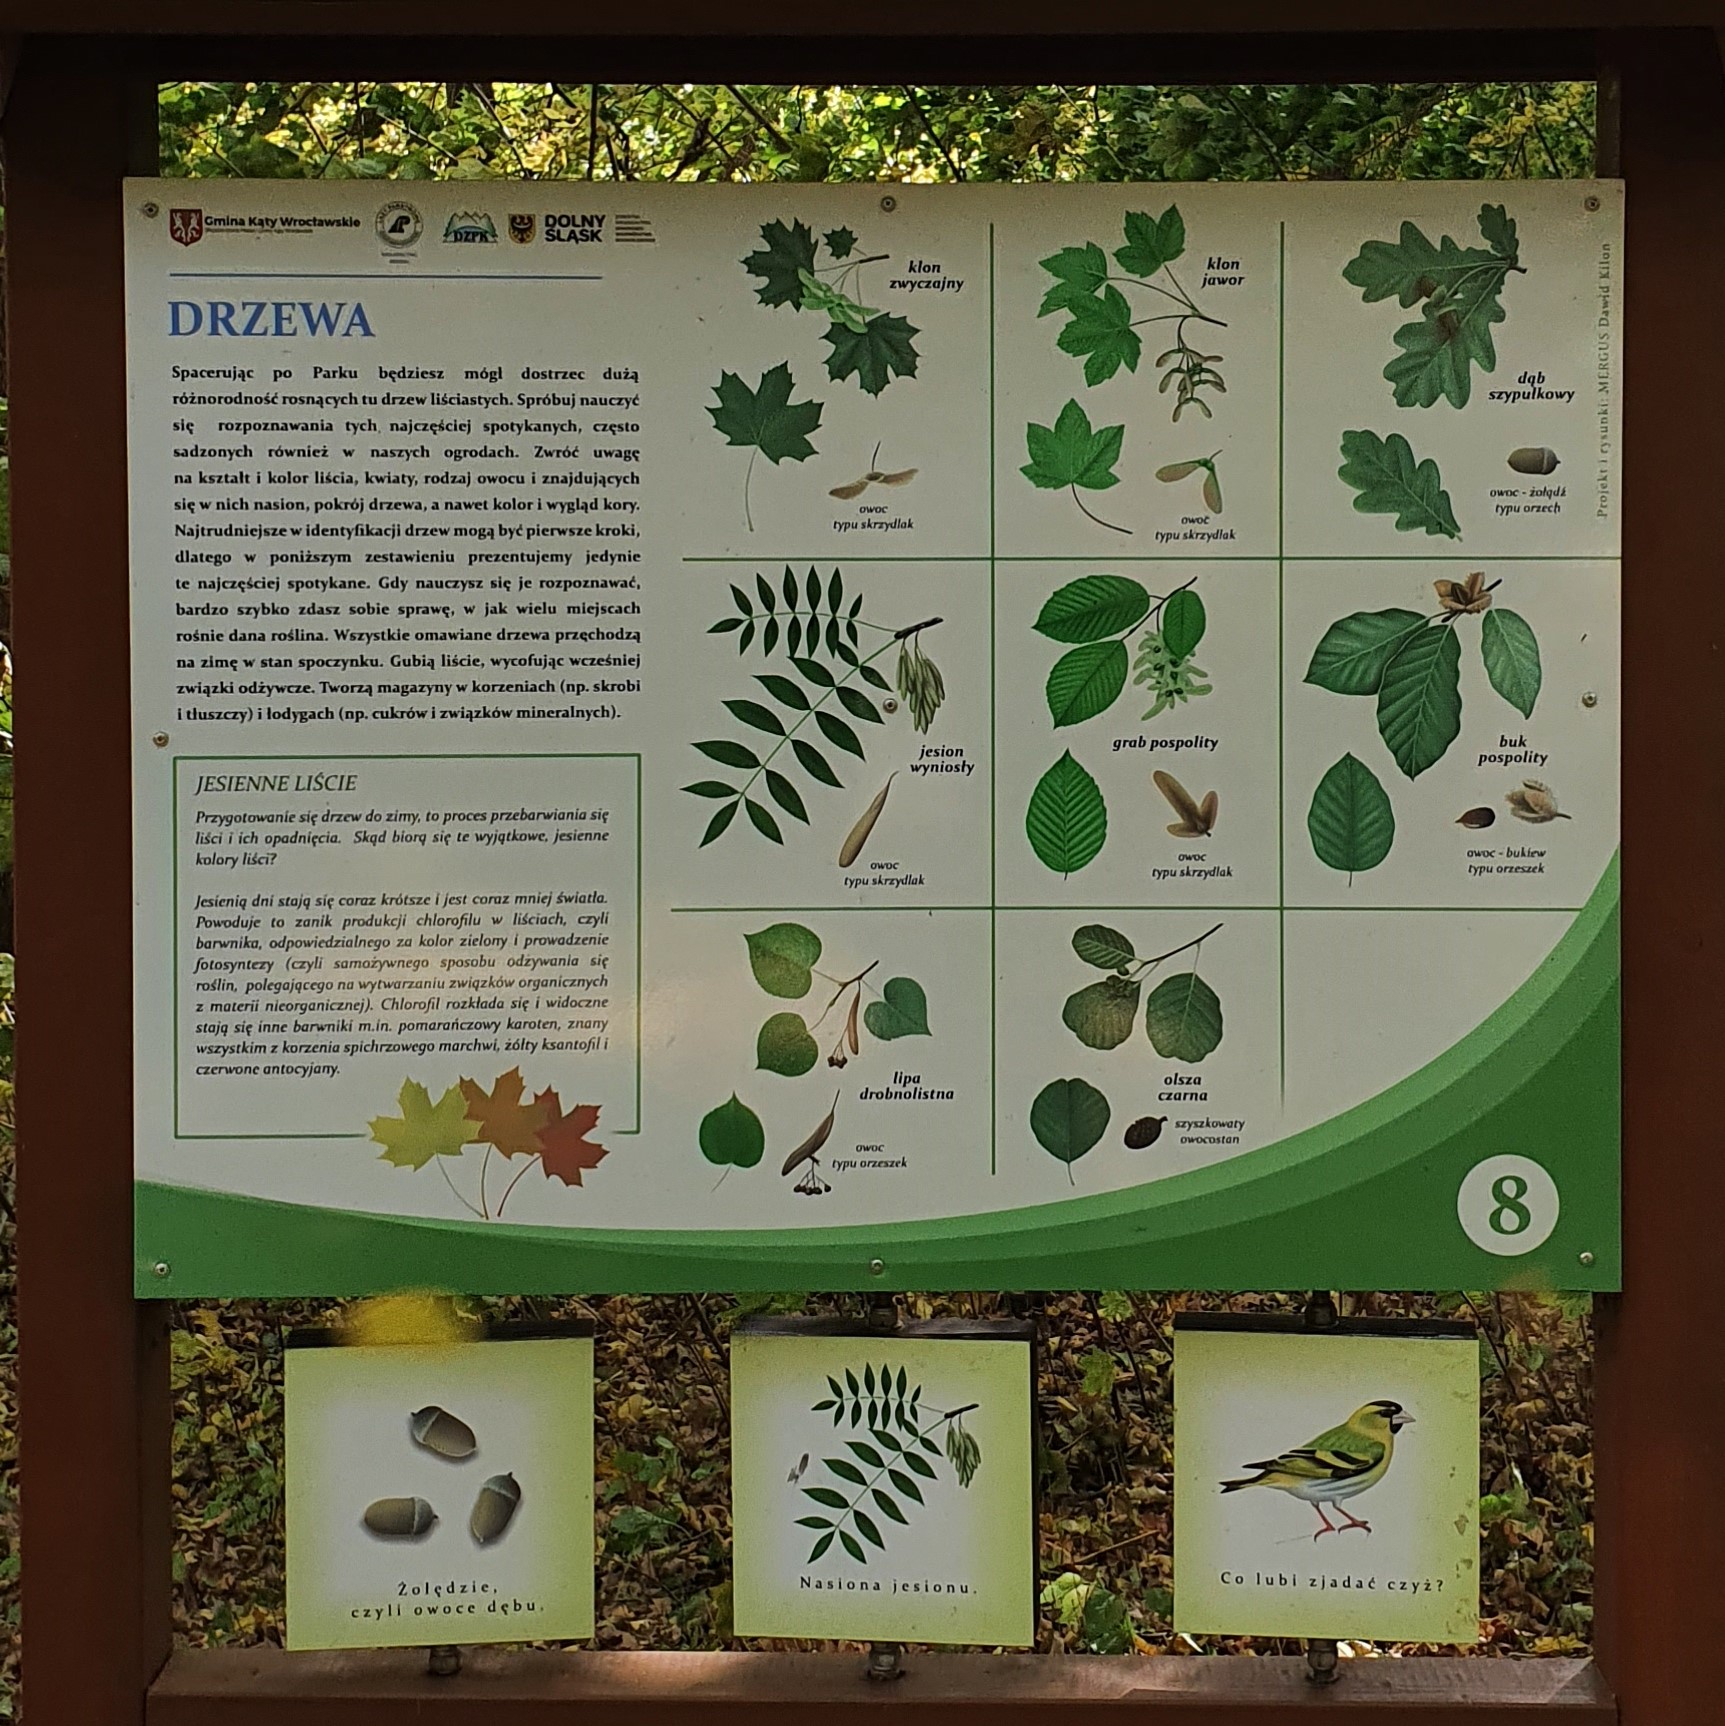 Gmina Kąty Wrocławskie
DZPK
DOLNY
ŚLĄSK
DRZEWA
Spacerując po Parku będziesz mógł dostrzec dużą
różnorodność rosnących tu drzew liściastych. Spróbuj nauczyć
się rozpoznawania tych, najczęściej spotykanych, często
sadzonych również w naszych ogrodach. Zwróć uwagę
na kształt i kolor liścia, kwiaty, rodzaj owocu i znajdujących
się w nich nasion, pokrój drzewa, a nawet kolor i wygląd kory.
Najtrudniejsze w identyfikacji drzew mogą być pierwsze kroki,
dlatego w poniższym zestawieniu prezentujemy jedynie
te najczęściej spotykane. Gdy nauczysz się je rozpoznawać,
bardzo szybko zdasz sobie sprawę, w jak wielu miejscach
rośnie dana roślina. Wszystkie omawiane drzewa przechodzą
na zimę w stan spoczynku. Gubią liście, wycofując wcześniej
związki odżywcze. Tworzą magazyny w korzeniach (np. skrobi
i tłuszczy) i łodygach (np. cukrów i związków mineralnych).
JESIENNE LIŚCIE
Przygotowanie się drzew do zimy, to proces przebarwiania się
liści i ich opadnięcia. Skąd biorą się te wyjątkowe, jesienne
kolory liści?
Jesienią dni stają się coraz krótsze i jest coraz mniej światła.
Powoduje to zanik produkcji chlorofilu w liściach, czyli
barwnika, odpowiedzialnego za kolor zielony i prowadzenie
fotosyntezy (czyli samożywnego sposobu odżywania się
roślin, polegającego na wytwarzaniu związków organicznych
z materii nieorganicznej). Chlorofil rozkłada się i widoczne
stają się inne barwniki m.in. pomarańczowy karoten, znany
wszystkim z korzenia spichrzowego marchwi, żółty ksantofil i
czerwone antocyjany.
klon
zwyczajny
owoc
typu skrzydlak
klon
jawor
owoc
typu skrzydlak
dąb
szypułkowy
owoc - żołądź
typu orzech
Projekt i rysunki: MERGUS Dawid Kilon
jesion
wyniosły
owoc
typu skrzydlak
grab pospolity
owoc
typu skrzydlak
buk
pospolity
owoc - bukiew
typu orzeszek
lipa
drobnolistna
owoc
typu orzeszek
olsza
czarna
szyszkowaty
owocostan
8
Żołędzie,
czyli owoce dębu.
Nasiona jesionu.
Co lubi zjadać czyż?